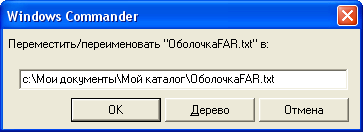 Windows Commander
Переместить/переименовать "ОболочкаFAR.txt" в:
c:\Мои документы\Мой каталог\ОболочкаFAR.txt
OK Дерево Отмена